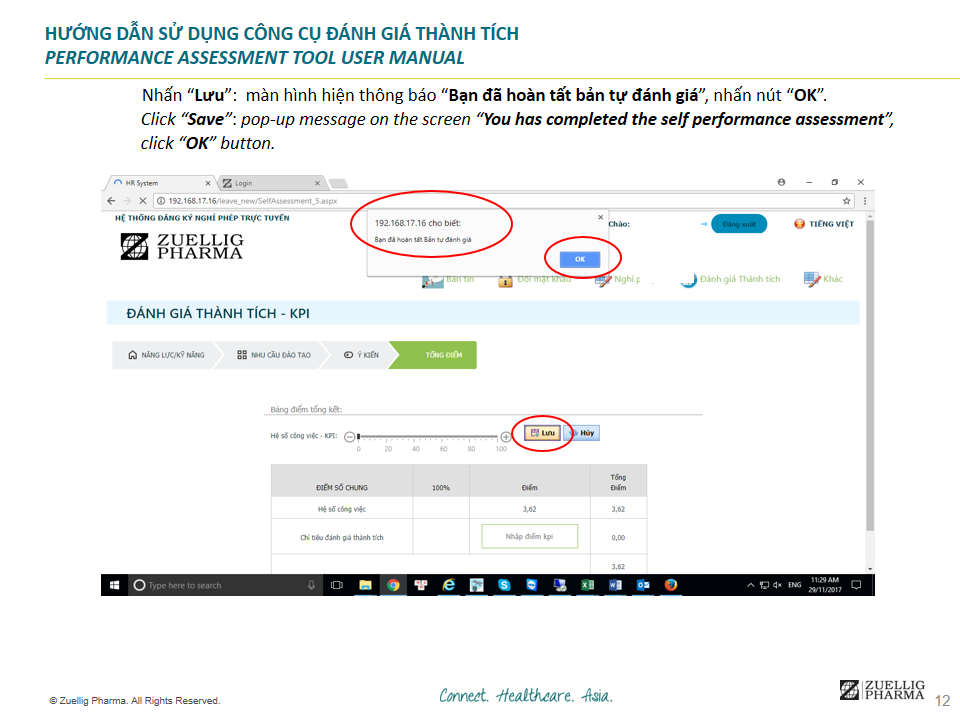 HƯỚNG DẪN SỬ DỤNG CÔNG CỤ ĐÁNH GIÁ THÀNH TÍCH
PERFORMANCE ASSESSMENT TOOL USER MANUAL
Nhấn “Lưu”: màn hình hiện thông báo “Bạn đã hoàn tất bản tự đánh giá”, nhấn nút “OK”.
Click “Save”: pop-up message on the screen “You has completed the self performance assessment”,
click “OK” button.
HR System
Login
192.168.17.16/leave_new/SelfAssessment_5.aspx
HỆ THỐNG ĐĂNG KÝ NGHỈ PHÉP TRỰC TUYẾN
192.168.17.16 cho biết:
Chào:
Đăng xuất
TIẾNG VIỆT
ZUELLIG
PHARMA
Bạn đã hoàn tất Bản tự đánh giá
OK
Bản tin
Đổi mật khẩu
Nghỉ p
Đánh giá Thành tích
Khác
ĐÁNH GIÁ THÀNH TÍCH - KPI
NĂNG LỰC/KỸ NĂNG
NHU CẦU ĐÀO TẠO
Ý KIẾN
TỔNG ĐIỂM
Bảng điểm tổng kết:
Hệ số công việc - KPI:
0 20 40 60 80 100
Lưu
Hủy
ĐIỂM SỐ CHUNG 100% Điểm Tổng Điểm
Hệ số công việc 3,62 3,62
Chỉ tiêu đánh giá thành tích Nhập điểm kpi 0,00
3,62
Type here to search
ENG
11:29 AM
29/11/2017
© Zuellig Pharma. All Rights Reserved.
Connect. Healthcare. Asia.
ZUELLIG
PHARMA
12